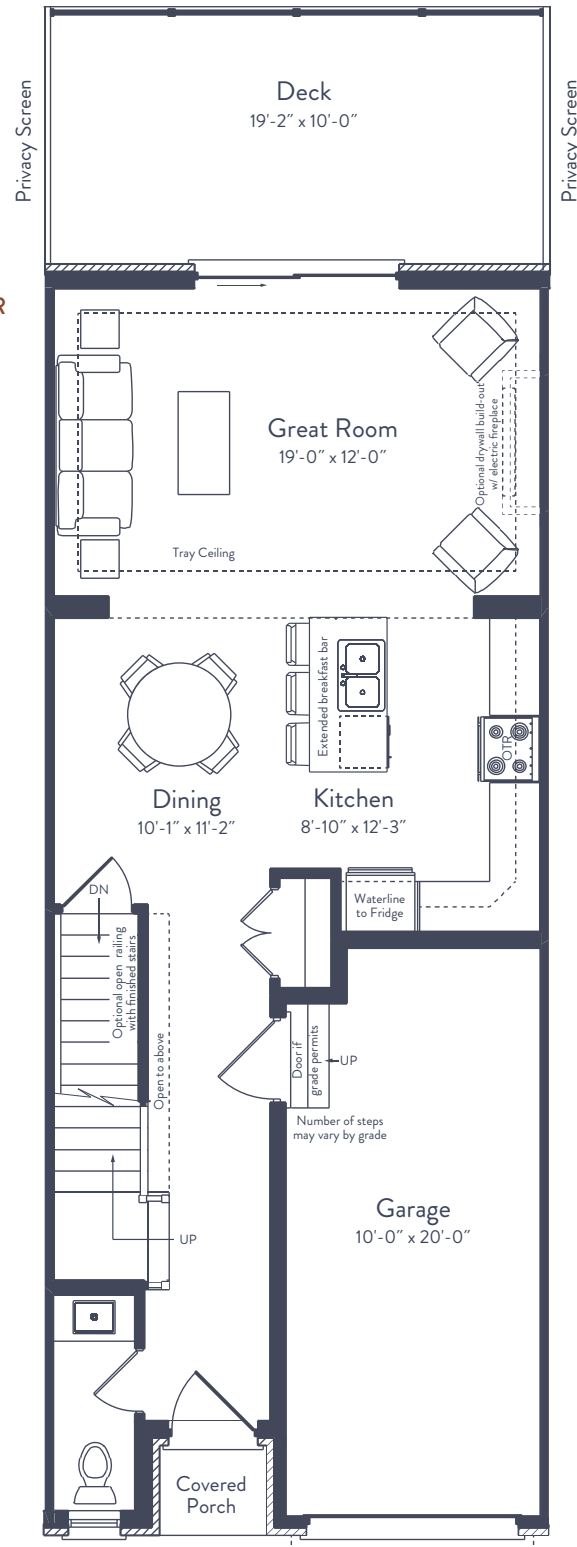 Deck
19'-2″ x 10'-0″
Privacy Screen
Privacy Screen
R
Great Room
19'-0″ x 12'-0″
Optional drywall build-out
w/ electric fireplace
Tray Ceiling
Extended breakfast bar
OTR
Dining
10'-1″ x 11'-2″
Kitchen
8'-10″ x 12'-3″
DN
Waterline
to Fridge
Optional open railing
with finished stairs
Open to above
Door if
grade permits
UP
Number of steps
may vary by grade
Garage
10'-0″ x 20'-0″
UP
Covered
Porch